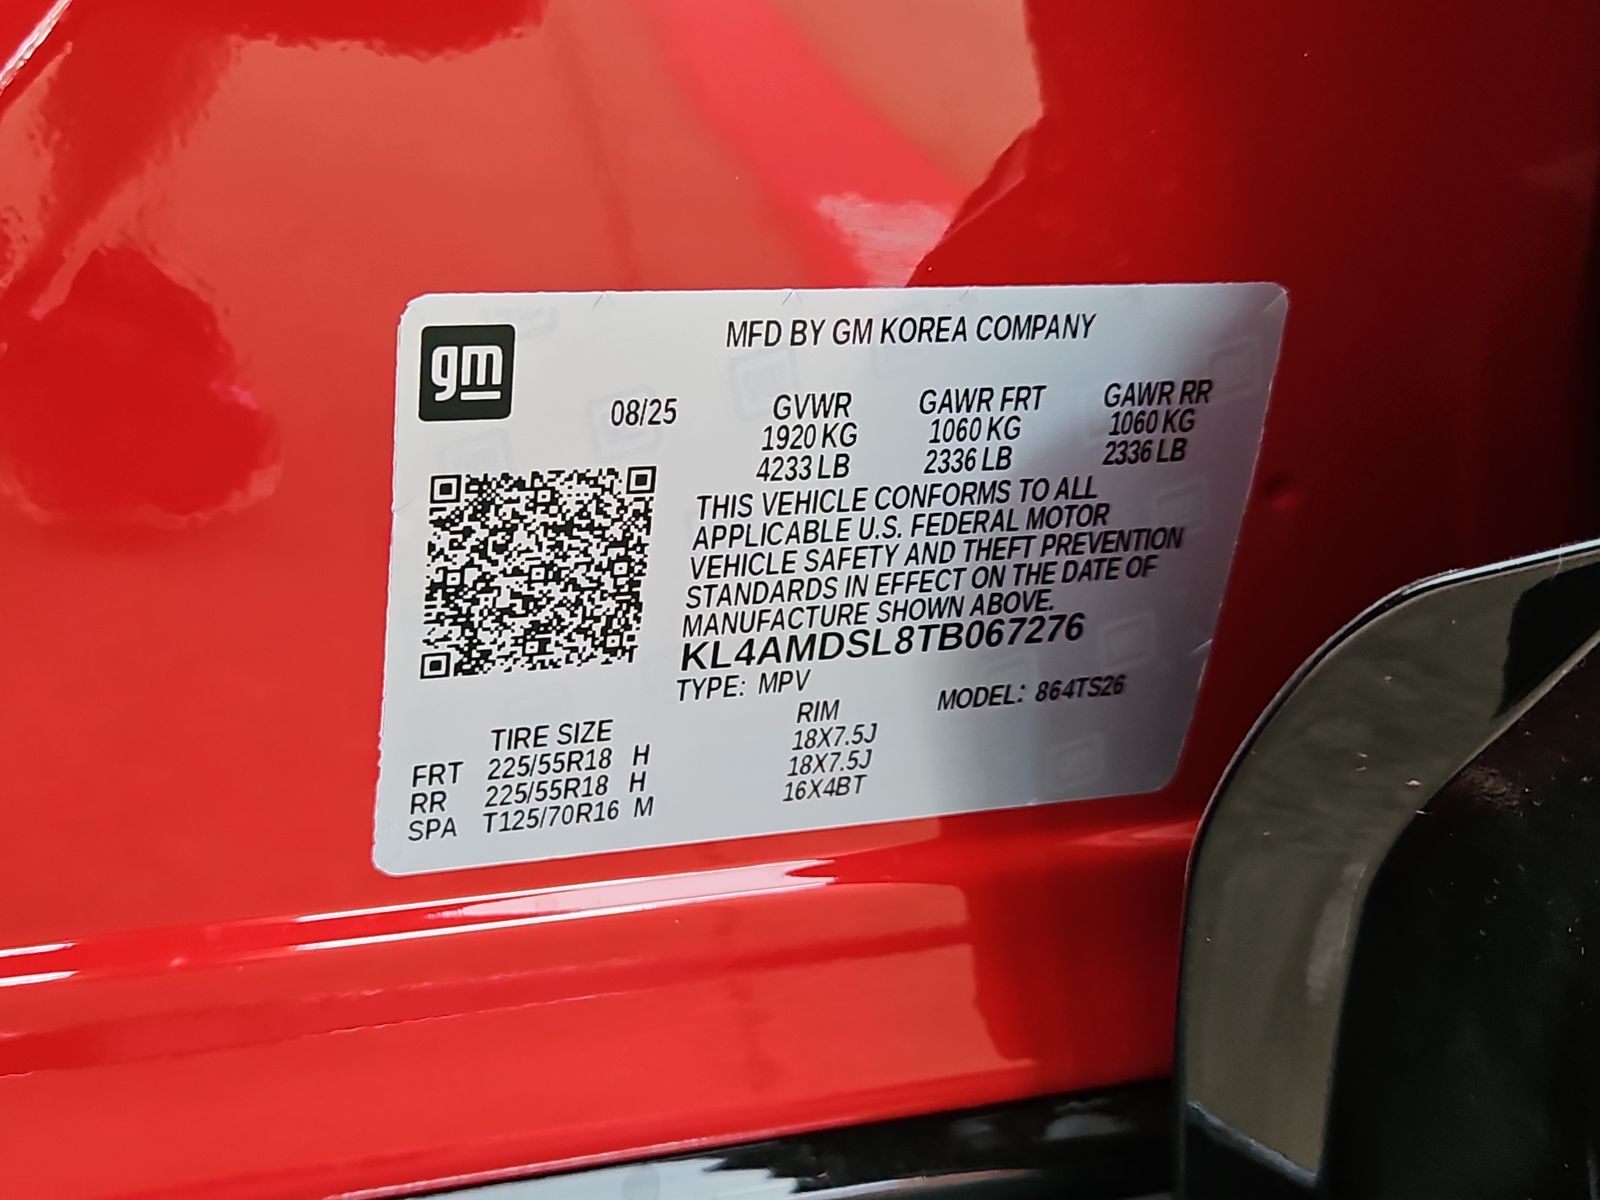 gm
MFD BY GM KOREA COMPANY
08/25 GVWR GAWR FRT GAWR RR
1920 KG 1060 KG 1060 KG
4233 LB 2336 LB 2336 LB
THIS VEHICLE CONFORMS TO ALL
APPLICABLE U.S. FEDERAL MOTOR
VEHICLE SAFETY AND THEFT PREVENTION
STANDARDS IN EFFECT ON THE DATE OF
MANUFACTURE SHOWN ABOVE.
KL4AMDSL8TB067276
TYPE: MPV MODEL: 864TS26
TIRE SIZE RIM
FRT 225/55R18 H 18X7.5J
RR 225/55R18 H 18X7.5J
SPA T125/70R16 M 16X4BT